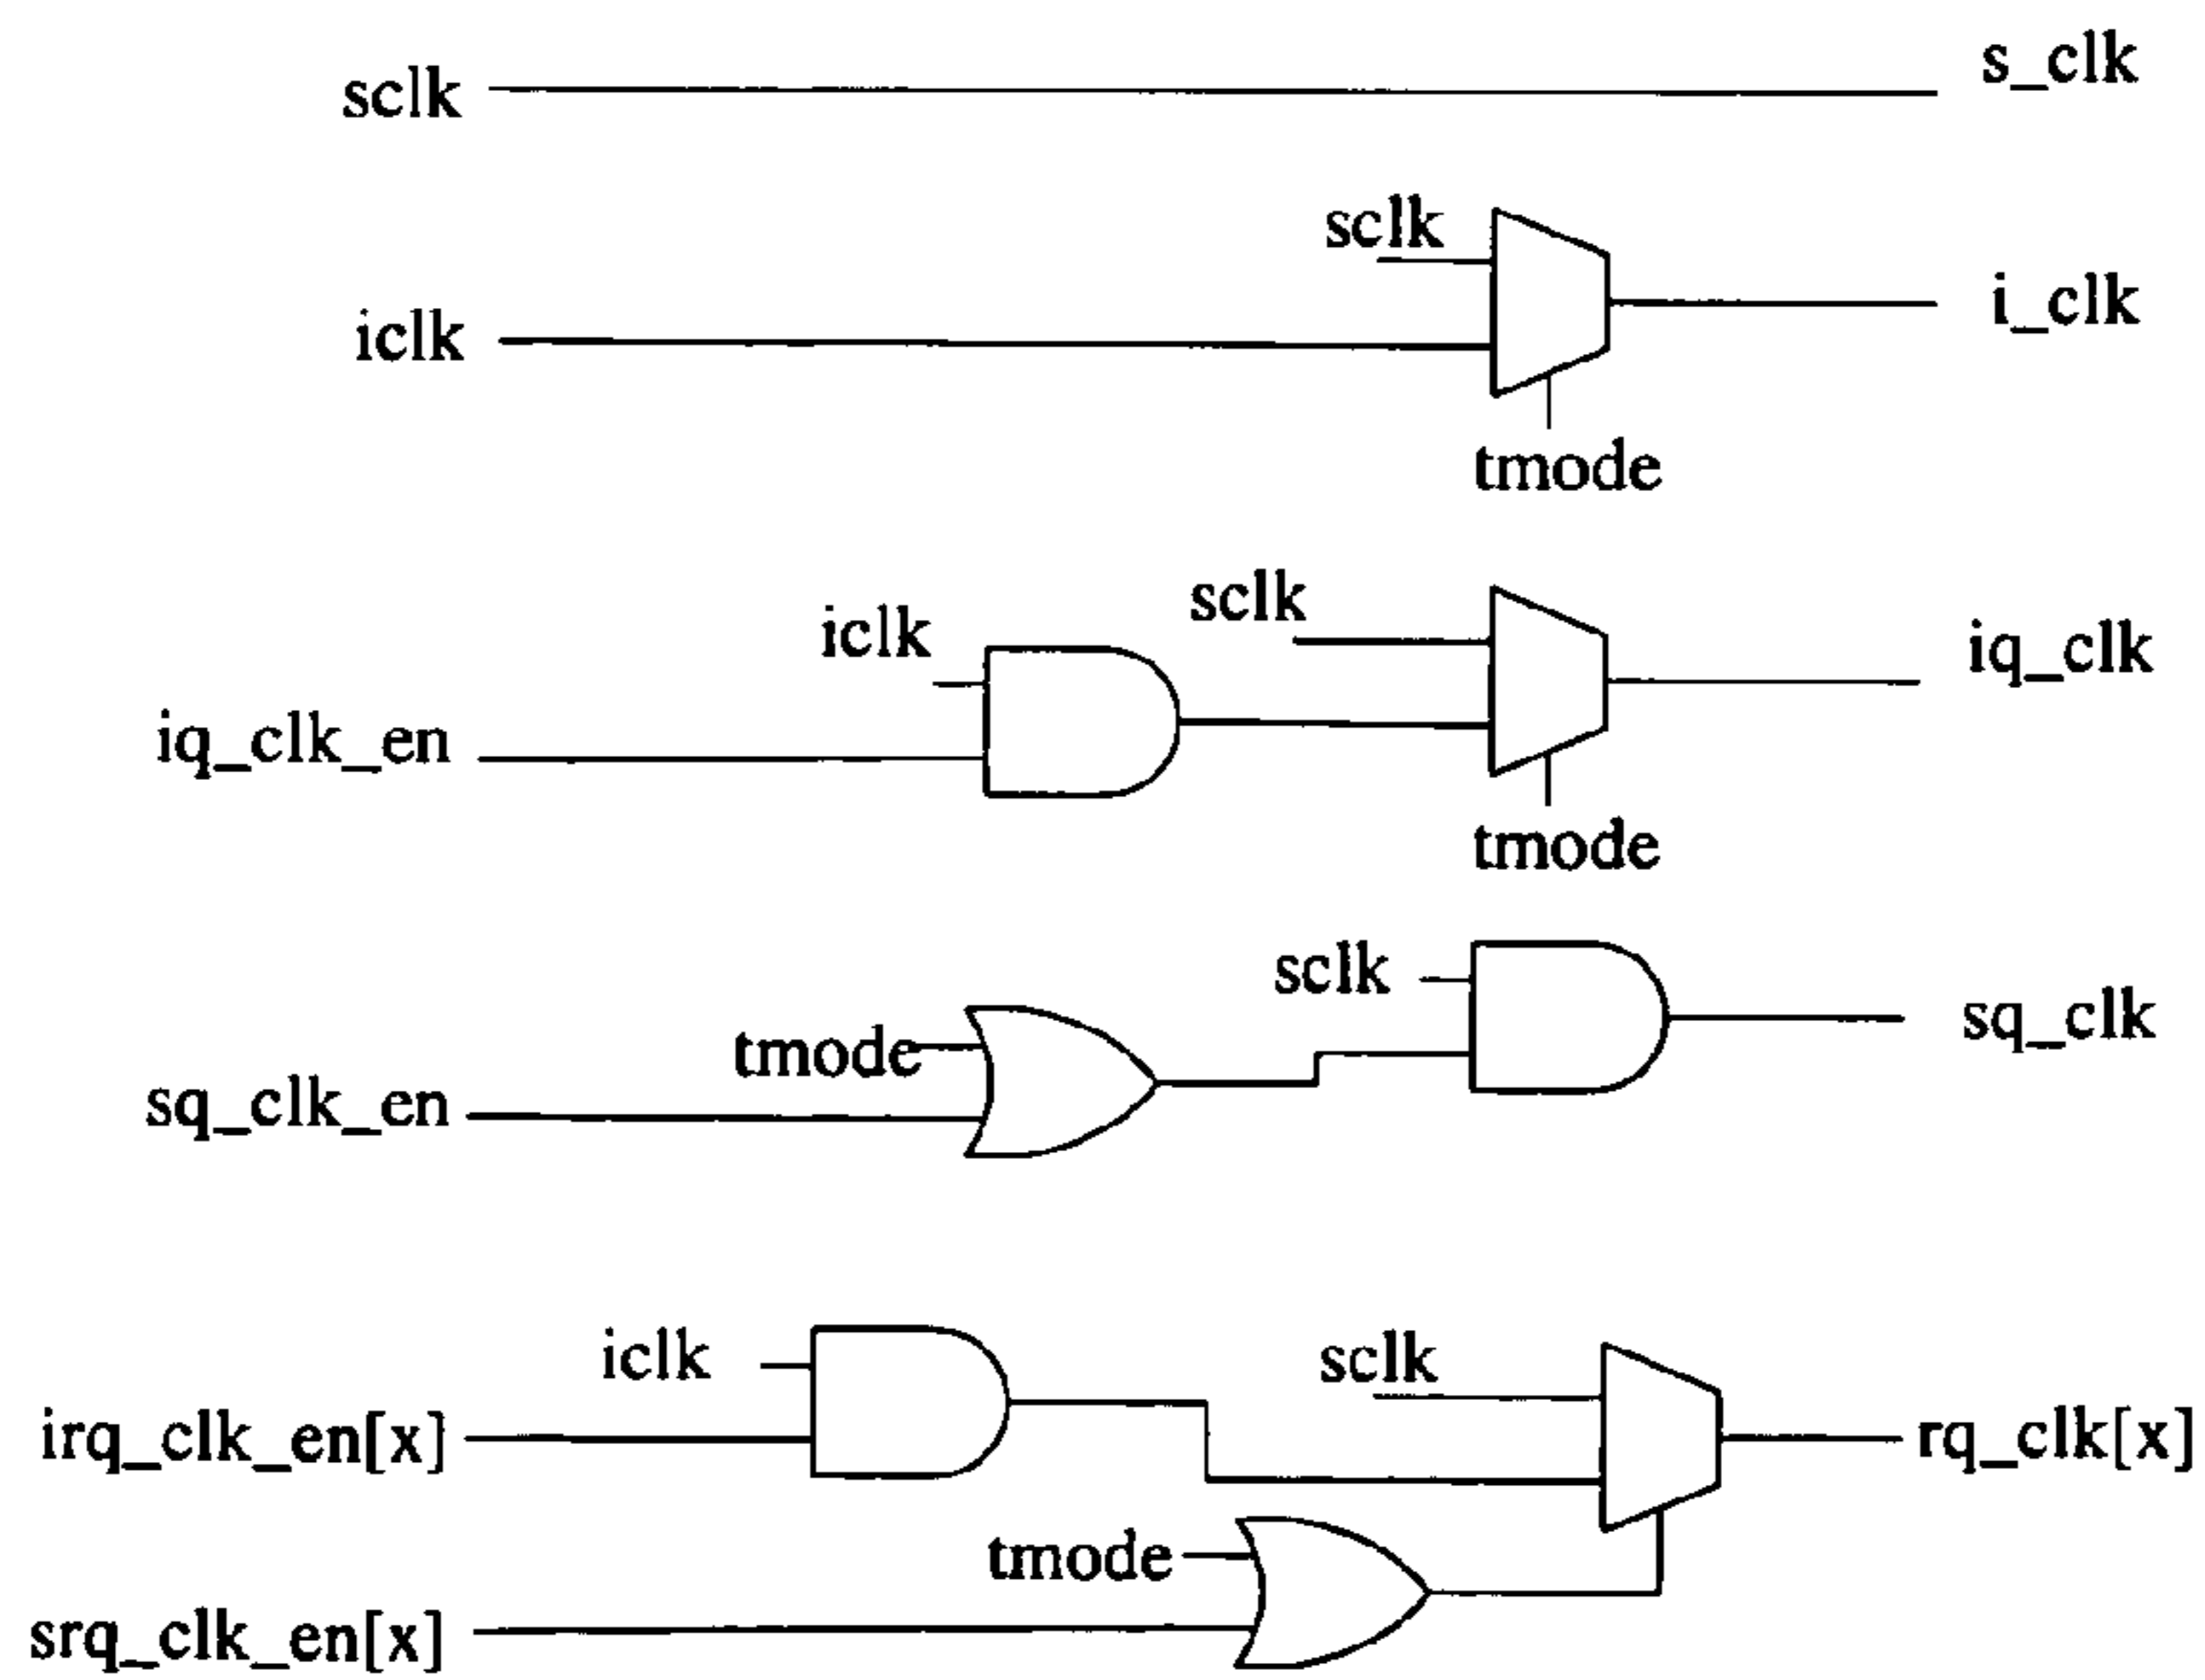 sclk
s_clk
sclk
iclk
i_clk
tmode
iclk
sclk
iq_clk_en
iq_clk
tmode
sclk
tmode
sq_clk_en
sq_clk
iclk
sclk
irq_clk_en[x]
rq_clk[x]
tmode
srq_clk_en[x]